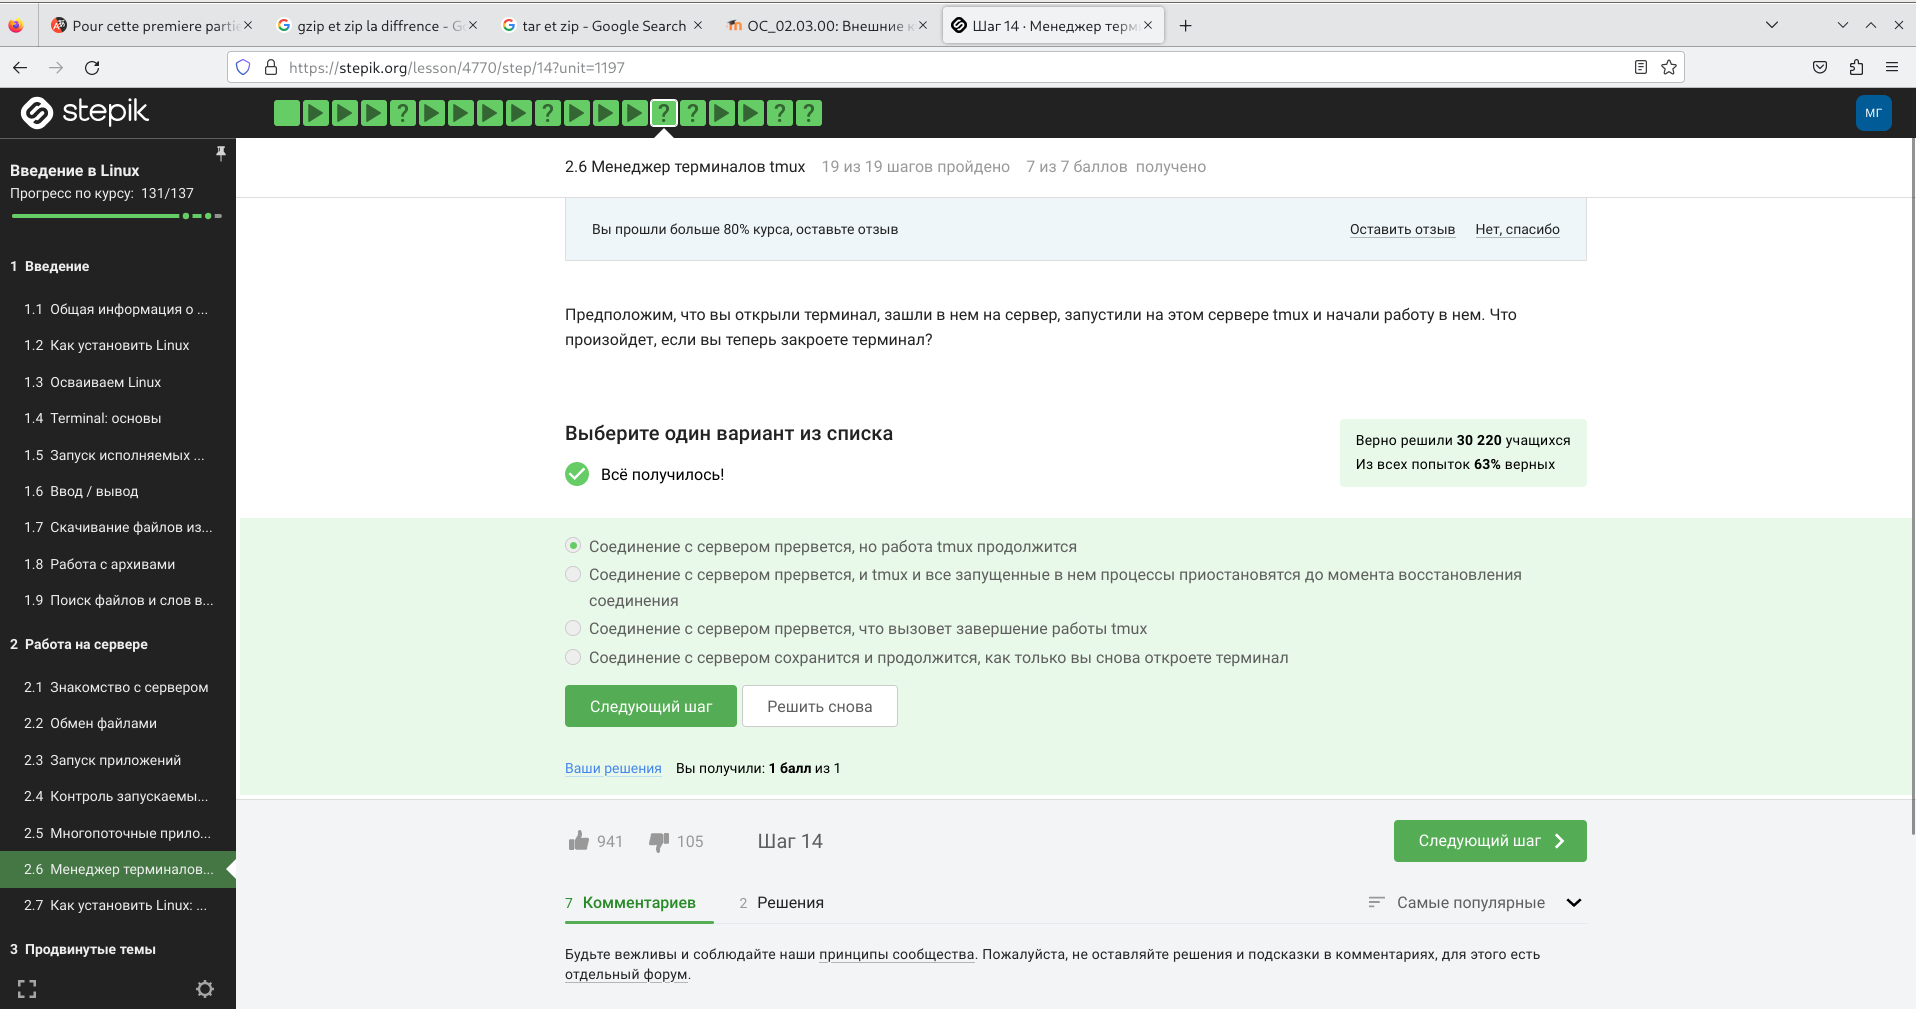 Pour cette premiere parti
gzip et zip la diffrence - G
tar et zip - Google Search
ОС_02.03.00: Внешние к
Шаг 14 · Менеджер терм
https://stepik.org/lesson/4770/step/14?unit=1197
stepik
МГ
Введение в Linux
Прогресс по курсу: 131/137
1 Введение
1.1 Общая информация о ...
1.2 Как установить Linux
1.3 Осваиваем Linux
1.4 Terminal: основы
1.5 Запуск исполняемых ...
1.6 Ввод / вывод
1.7 Скачивание файлов из...
1.8 Работа с архивами
1.9 Поиск файлов и слов в...
2 Работа на сервере
2.1 Знакомство с сервером
2.2 Обмен файлами
2.3 Запуск приложений
2.4 Контроль запускаемы...
2.5 Многопоточные прило...
2.6 Менеджер терминалов...
2.7 Как установить Linux: ...
3 Продвинутые темы
2.6 Менеджер терминалов tmux 19 из 19 шагов пройдено 7 из 7 баллов получено
Вы прошли больше 80% курса, оставьте отзыв Оставить отзыв Нет, спасибо
Предположим, что вы открыли терминал, зашли в нем на сервер, запустили на этом сервере tmux и начали работу в нем. Что
произойдет, если вы теперь закроете терминал?
Выберите один вариант из списка
Всё получилось!
Верно решили 30 220 учащихся
Из всех попыток 63% верных
Соединение с сервером прервется, но работа tmux продолжится
Соединение с сервером прервется, и tmux и все запущенные в нем процессы приостановятся до момента восстановления
соединения
Соединение с сервером прервется, что вызовет завершение работы tmux
Соединение с сервером сохранится и продолжится, как только вы снова откроете терминал
Следующий шаг Решить снова
Ваши решения Вы получили: 1 балл из 1
941 105 Шаг 14 Следующий шаг
7 Комментариев 2 Решения Самые популярные
Будьте вежливы и соблюдайте наши принципы сообщества. Пожалуйста, не оставляйте решения и подсказки в комментариях, для этого есть
отдельный форум.